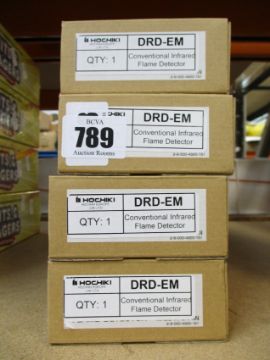 HOCHIKI
DRD-EM
QTY: 1
Conventional Infrared
Flame Detector
BCVA
789
Auction Rooms
DRD-EM
Conventional Infrared
Flame Detector
HOCHIKI
DRD-EM
QTY: 1
Conventional Infrared
Flame Detector
HOCHIKI
DRD-EM
QTY: 1
Conventional Infrared
Flame Detector